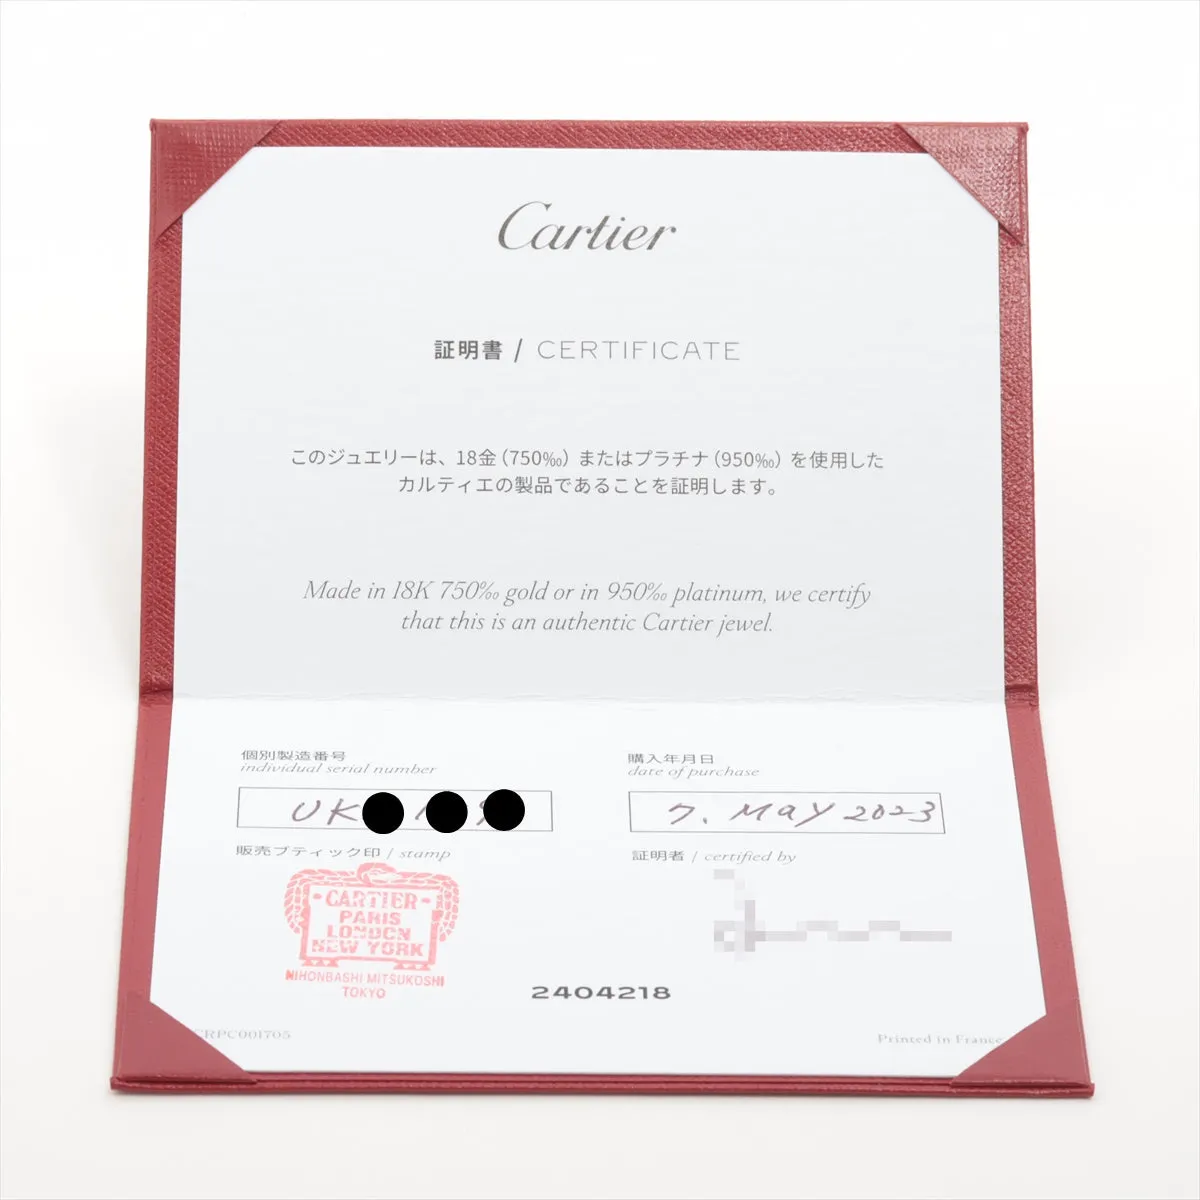 Cartier
証明書 / CERTIFICATE
このジュエリーは、18金（750‰）またはプラチナ（950‰）を使用した
カルティエの製品であることを証明します。
Made in 18K 750‰ gold or in 950‰ platinum, we certify
that this is an authentic Cartier jewel.
個別製造番号
individual serial number
UK
販売ブティック印 / stamp
CARTIER
PARIS
LONDON
NEW YORK
NIHONBASHI MITSUKOSHI
TOKYO
購入年月日
date of purchase
7. May 2023
証明者 / certified by
2404218
CRPC001705
Printed in France